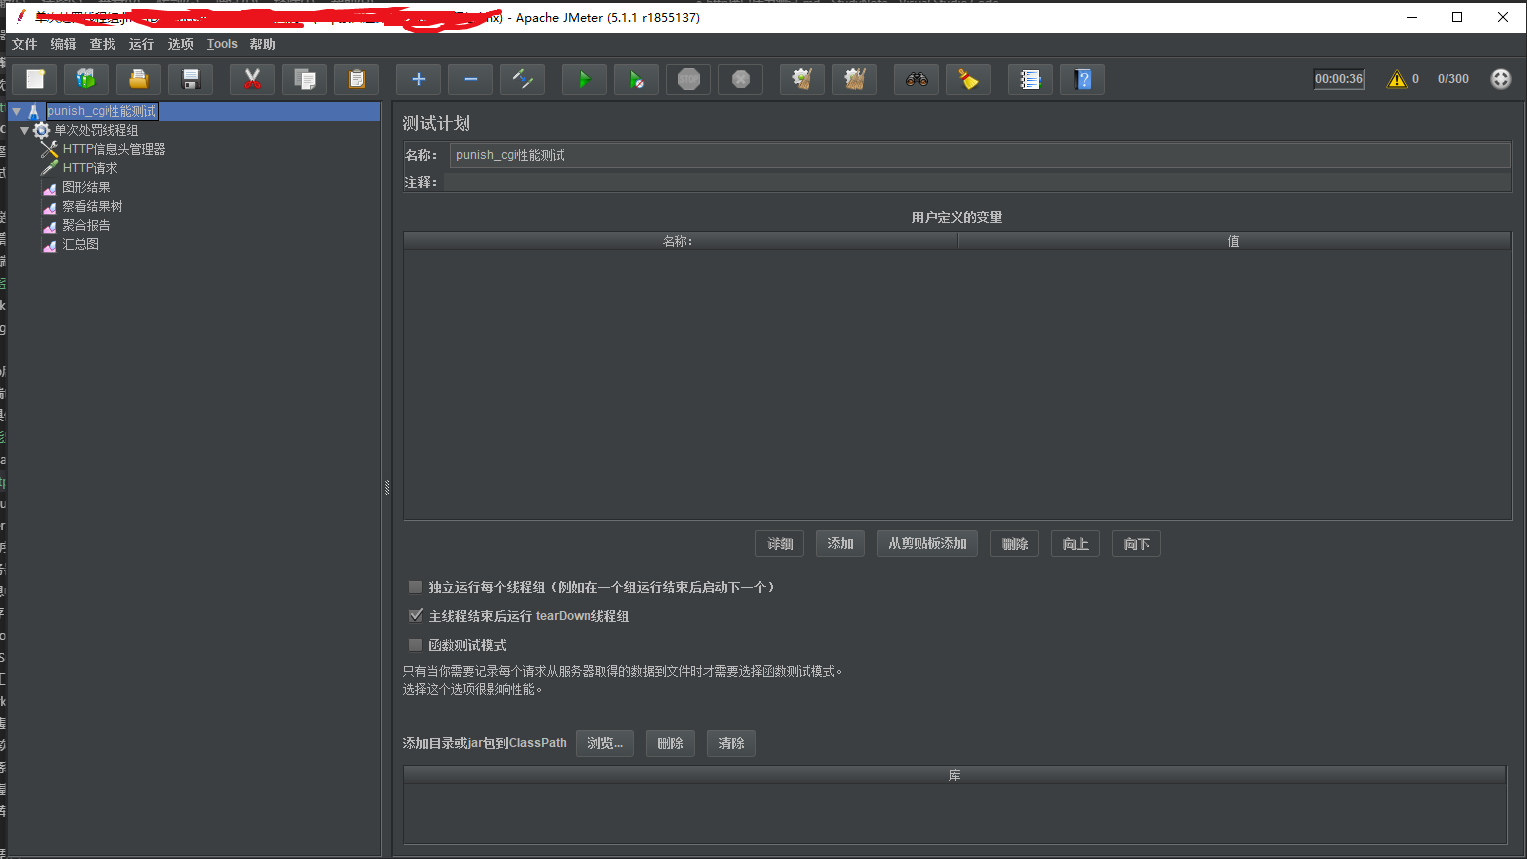 nx) - Apache JMeter (5.1.1 r1855137)
文件 编辑 查找 运行 选项 Tools 帮助
00:00:36 0 0/300
punish_cgi性能测试
单次处罚线程组
HTTP信息头管理器
HTTP请求
图形结果
察看结果树
聚合报告
汇总图
测试计划
名称： punish_cgi性能测试
注释：
用户定义的变量
名称: 值
详细 添加 从剪贴板添加 删除 向上 向下
独立运行每个线程组（例如在一个组运行结束后启动下一个）
主线程结束后运行 tearDown线程组
函数测试模式
只有当你需要记录每个请求从服务器取得的数据到文件时才需要选择函数测试模式。
选择这个选项很影响性能。
添加目录或jar包到ClassPath 浏览... 删除 清除
库